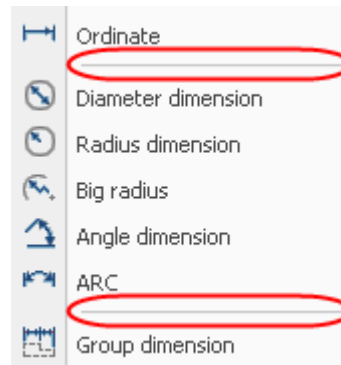 Ordinate
Diameter dimension
Radius dimension
Big radius
Angle dimension
ARC
Group dimension